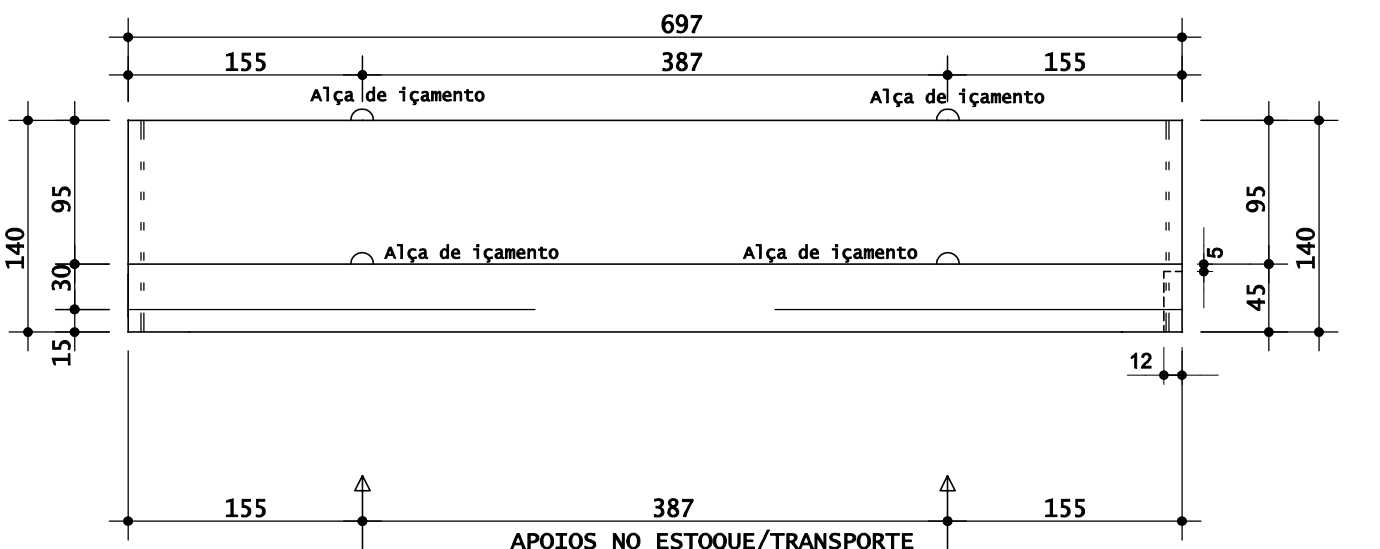 697
155 387 155
Alça de içamento Alça de içamento
95 95
140 140
Alça de içamento Alça de içamento
5
30 45
15
12
155 387 155
APOIOS NO ESTOQUE/TRANSPORTE